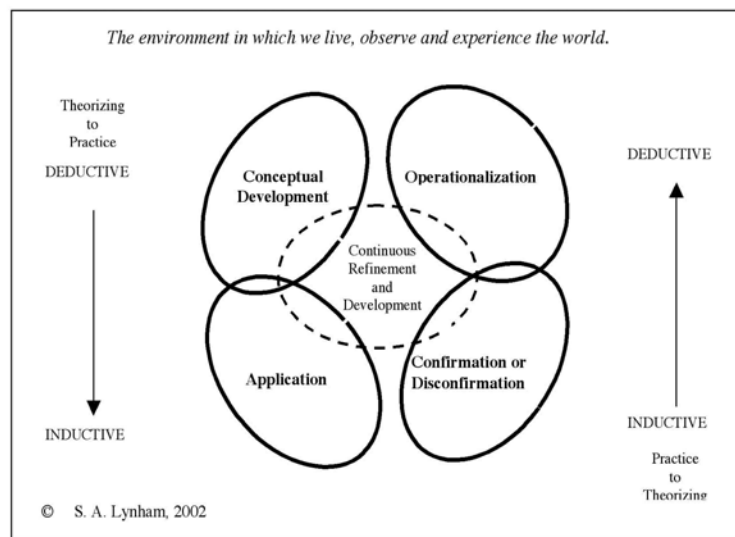 The environment in which we live, observe and experience the world.
Theorizing
to
Practice
DEDUCTIVE
INDUCTIVE
Conceptual
Development
Operationalization
Continuous
Refinement
and
Development
Application
Confirmation or
Disconfirmation
DEDUCTIVE
INDUCTIVE
Practice
to
Theorizing
© S. A. Lynham, 2002